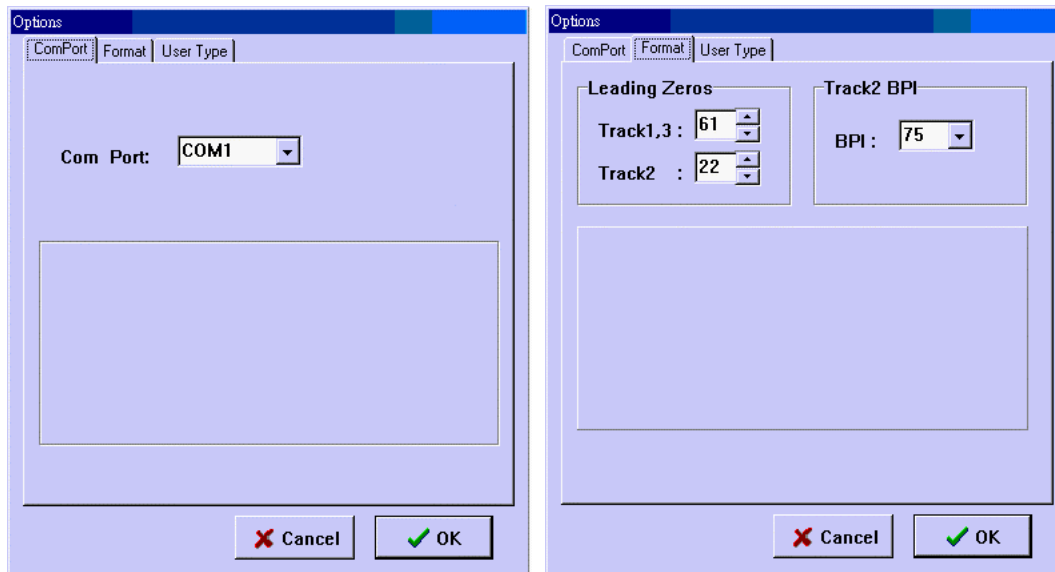 Options
ComPort Format User Type
Com Port: COM1
Cancel OK
Options
ComPort Format User Type
Leading Zeros
Track1,3 : 61
Track2 : 22
Track2 BPI
BPI : 75
Cancel OK